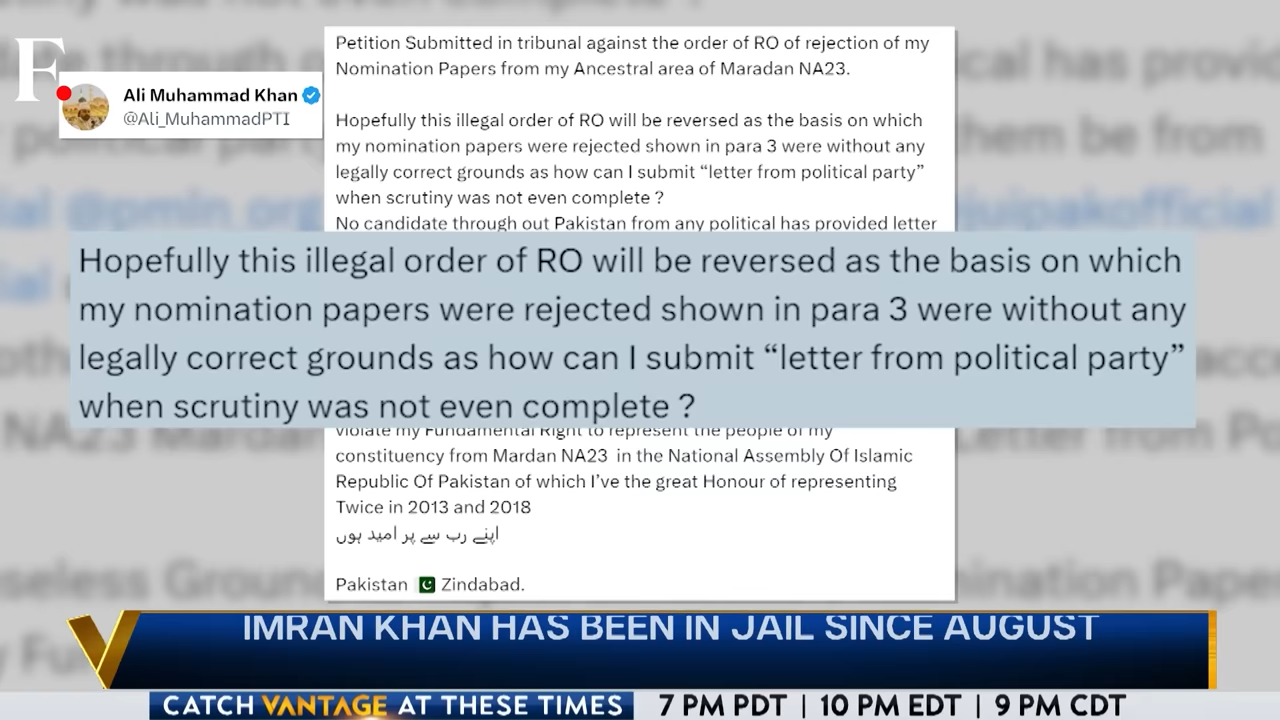 F
Ali Muhammad Khan
@Ali_MuhammadPTI
Petition Submitted in tribunal against the order of RO of rejection of my
Nomination Papers from my Ancestral area of Maradan NA23.
Hopefully this illegal order of RO will be reversed as the basis on which
my nomination papers were rejected shown in para 3 were without any
legally correct grounds as how can I submit “letter from political party”
when scrutiny was not even complete ?
No candidate through out Pakistan from any political has provided letter
Hopefully this illegal order of RO will be reversed as the basis on which
my nomination papers were rejected shown in para 3 were without any
legally correct grounds as how can I submit “letter from political party”
when scrutiny was not even complete ?
violate my Fundamental Right to represent the people of my
constituency from Mardan NA23 in the National Assembly Of Islamic
Republic Of Pakistan of which I’ve the great Honour of representing
Twice in 2013 and 2018
اپنے رب سے پر امید ہوں
Pakistan Zindabad.
IMRAN KHAN HAS BEEN IN JAIL SINCE AUGUST
CATCH VANTAGE AT THESE TIMES 7 PM PDT | 10 PM EDT | 9 PM CDT